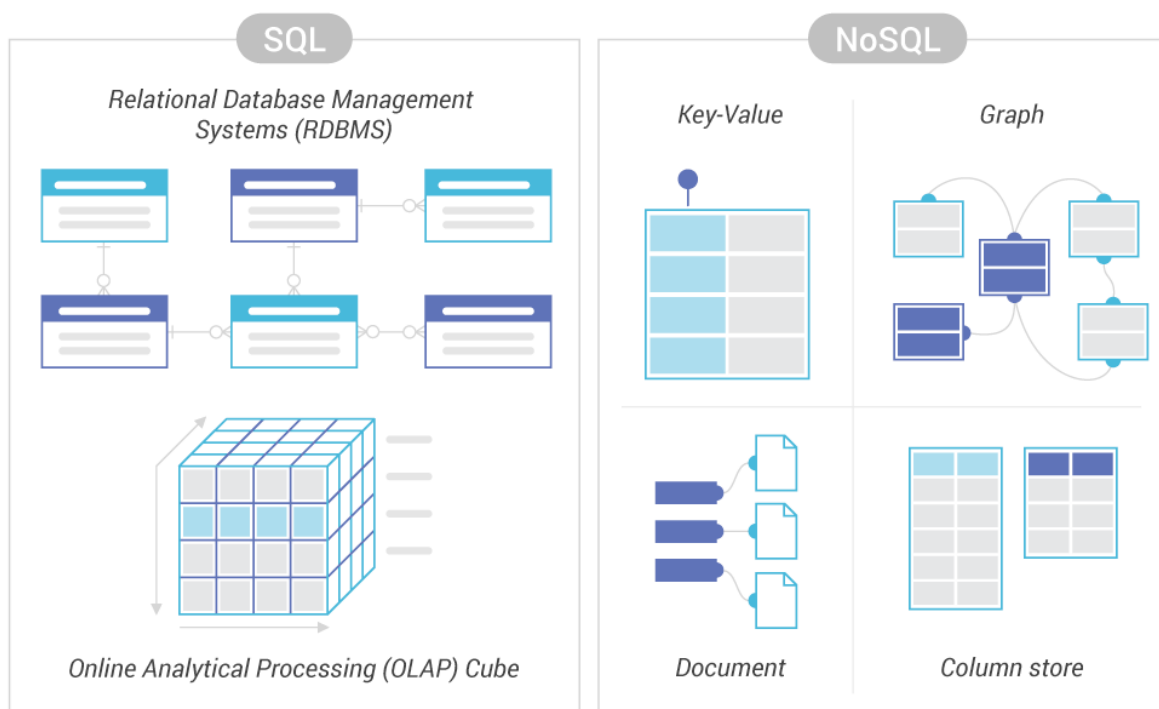 SQL
Relational Database Management
Systems (RDBMS)
Online Analytical Processing (OLAP) Cube
NoSQL
Key-Value
Graph
Document
Column store